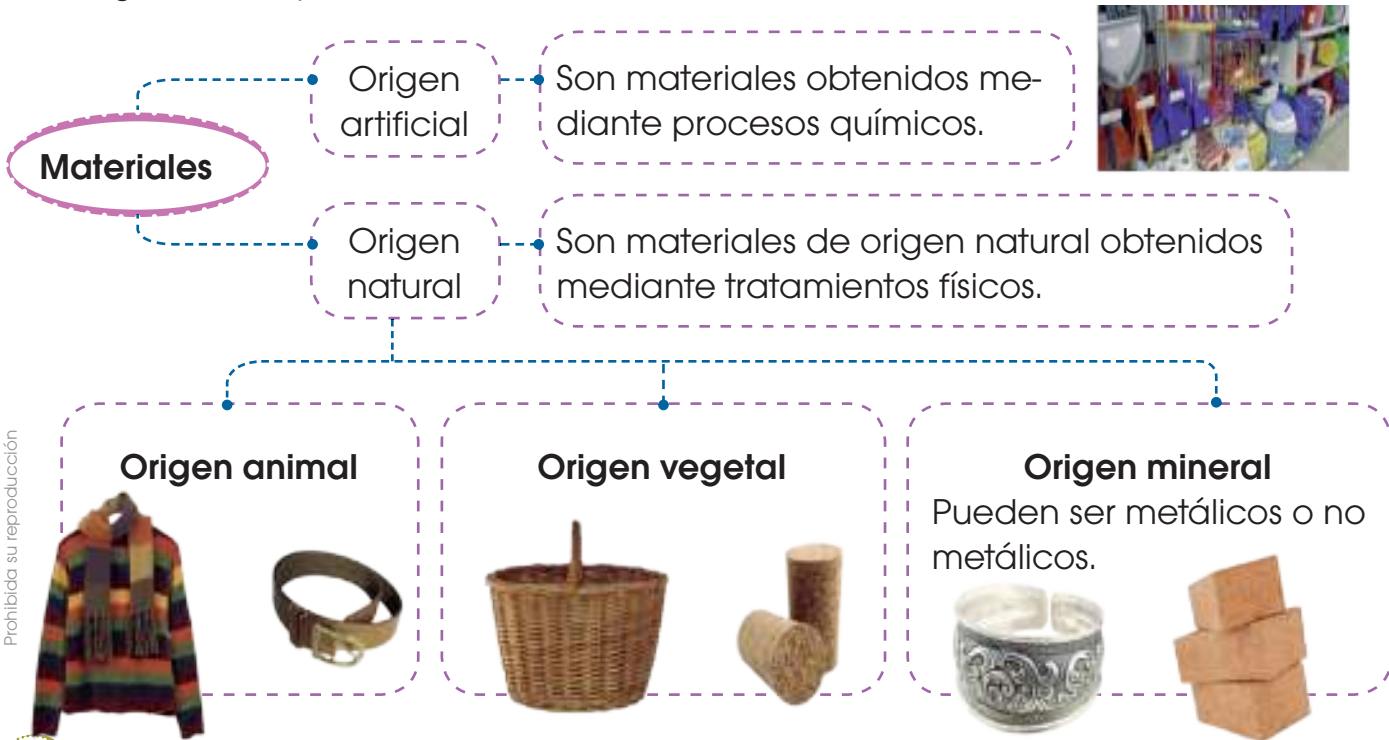 Origen
artificial
Son materiales obtenidos me-
diante procesos químicos.
Materiales
Origen
natural
Son materiales de origen natural obtenidos
mediante tratamientos físicos.
Origen animal
Origen vegetal
Origen mineral
Pueden ser metálicos o no
metálicos.
Prohibida su reproducción